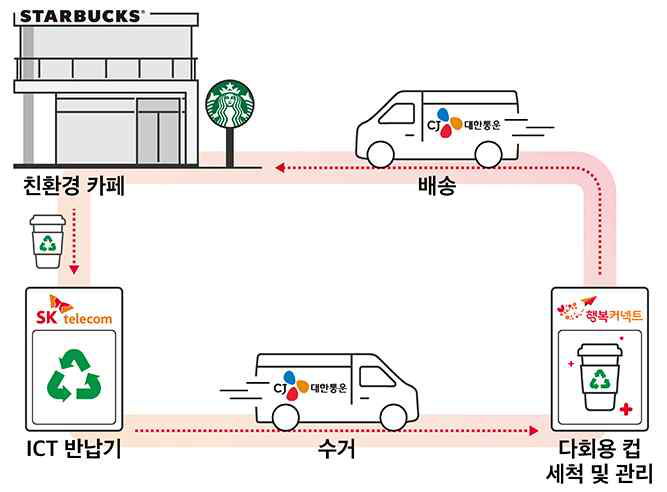 STARBUCKS®
CJ 대한통운
친환경 카페
배송
SK telecom
행복커넥트
CJ 대한통운
ICT 반납기
수거
다회용 컵
세척 및 관리